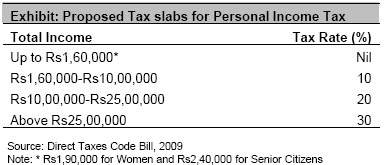 Exhibit: Proposed Tax slabs for Personal Income Tax
Total Income Tax Rate (%)
Up to Rs1,60,000* Nil
Rs1,60,000-Rs10,00,000 10
Rs10,00,000-Rs25,00,000 20
Above Rs25,00,000 30
Source: Direct Taxes Code Bill, 2009
Note: * Rs1,90,000 for Women and Rs2,40,000 for Senior Citizens